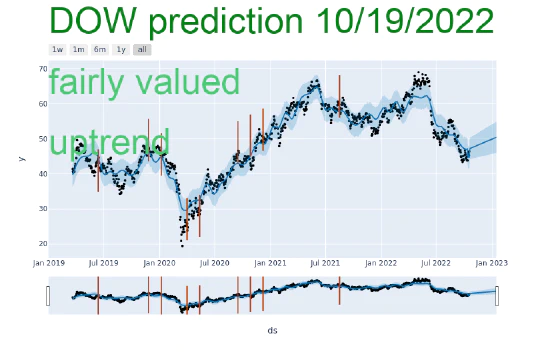 DOW prediction 10/19/2022
1w 1m 6m 1y all
fairly valued
uptrend
y
70
60
50
40
30
20
Jan 2019 Jul 2019 Jan 2020 Jul 2020 Jan 2021 Jul 2021 Jan 2022 Jul 2022 Jan 2023
ds